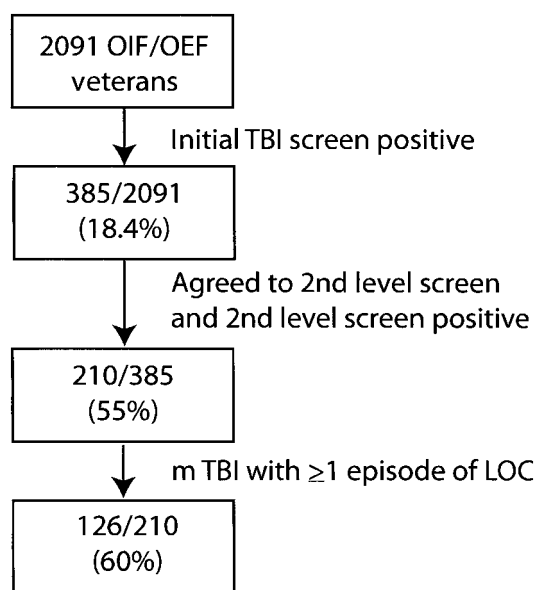 2091 OIF/OEF
veterans
Initial TBI screen positive
385/2091
(18.4%)
Agreed to 2nd level screen
and 2nd level screen positive
210/385
(55%)
m TBI with ≥1 episode of LOC
126/210
(60%)